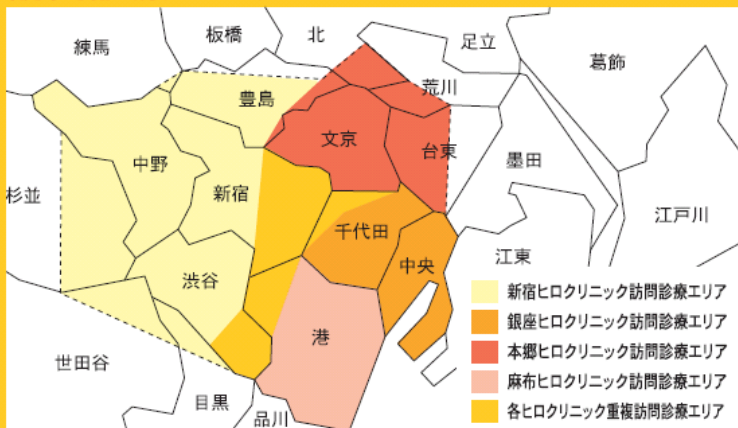 練馬
板橋
北
足立
葛飾
豊島
荒川
文京
台東
中野
墨田
杉並
新宿
江戸川
千代田
江東
中央
渋谷
港
世田谷
目黒
品川
新宿ヒロクリニック訪問診療エリア
銀座ヒロクリニック訪問診療エリア
本郷ヒロクリニック訪問診療エリア
麻布ヒロクリニック訪問診療エリア
各ヒロクリニック重複訪問診療エリア